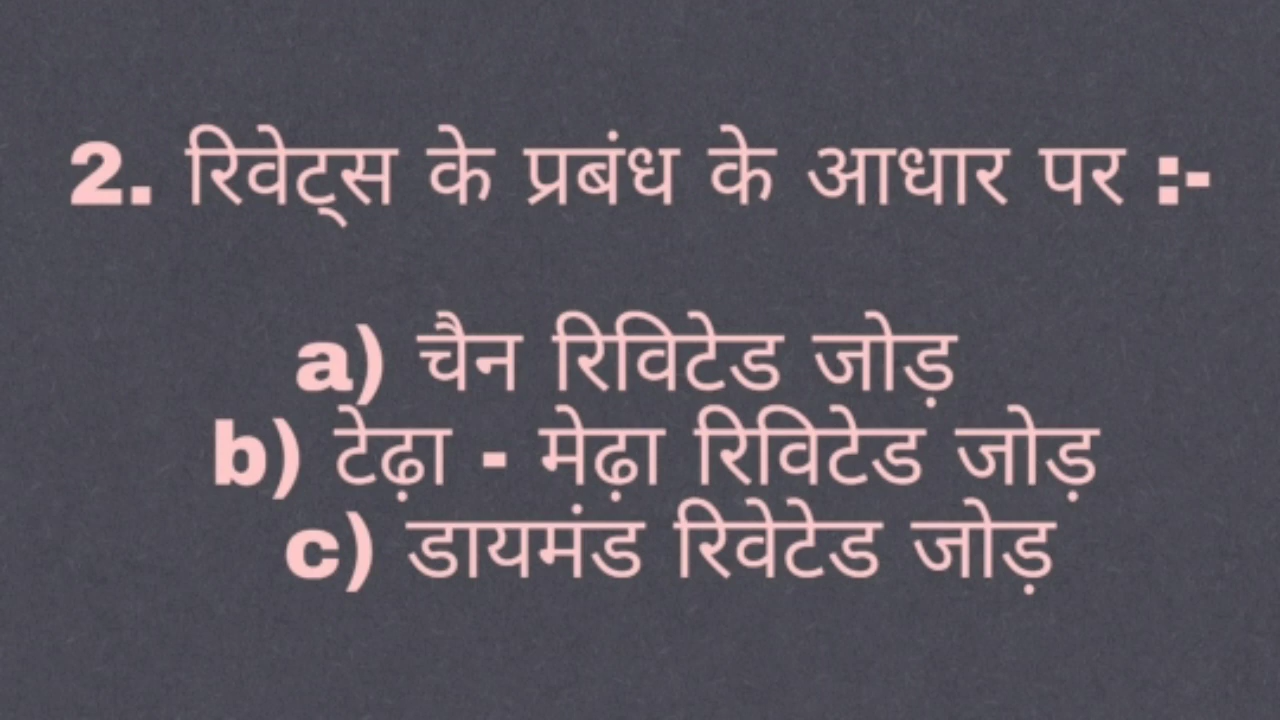 2. रिवेट्स के प्रबंध के आधार पर :-
a) चैन रिविटेड जोड़
b) टेढ़ा - मेढ़ा रिविटेड जोड़
c) डायमंड रिवेटेड जोड़